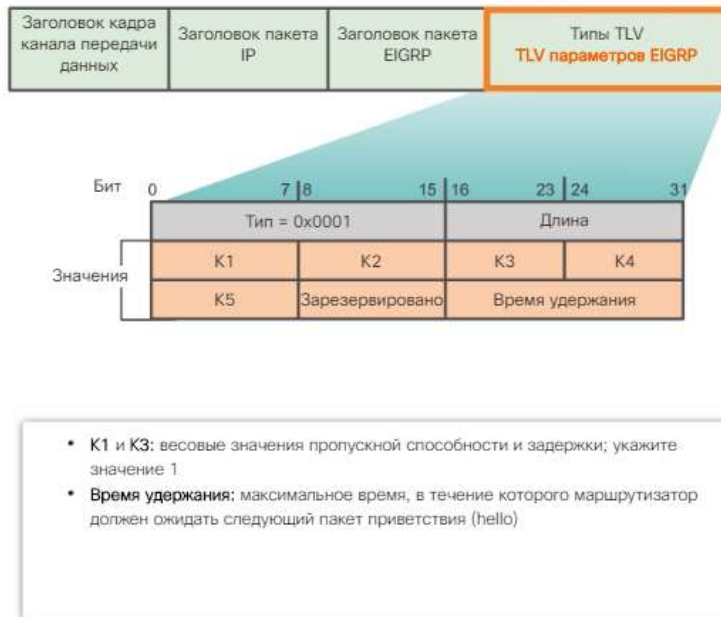 Заголовок кадра
канала передачи
данных
Заголовок пакета
IP
Заголовок пакета
EIGRP
Типы TLV
TLV параметров EIGRP
Бит 0 7 8 15 16 23 24 31
Тип = 0x0001 Длина
Значения
K1 K2 K3 K4
K5 Зарезервировано Время удержания
• K1 и K3: весовые значения пропускной способности и задержки; укажите
значение 1
• Время удержания: максимальное время, в течение которого маршрутизатор
должен ожидать следующий пакет приветствия (hello)